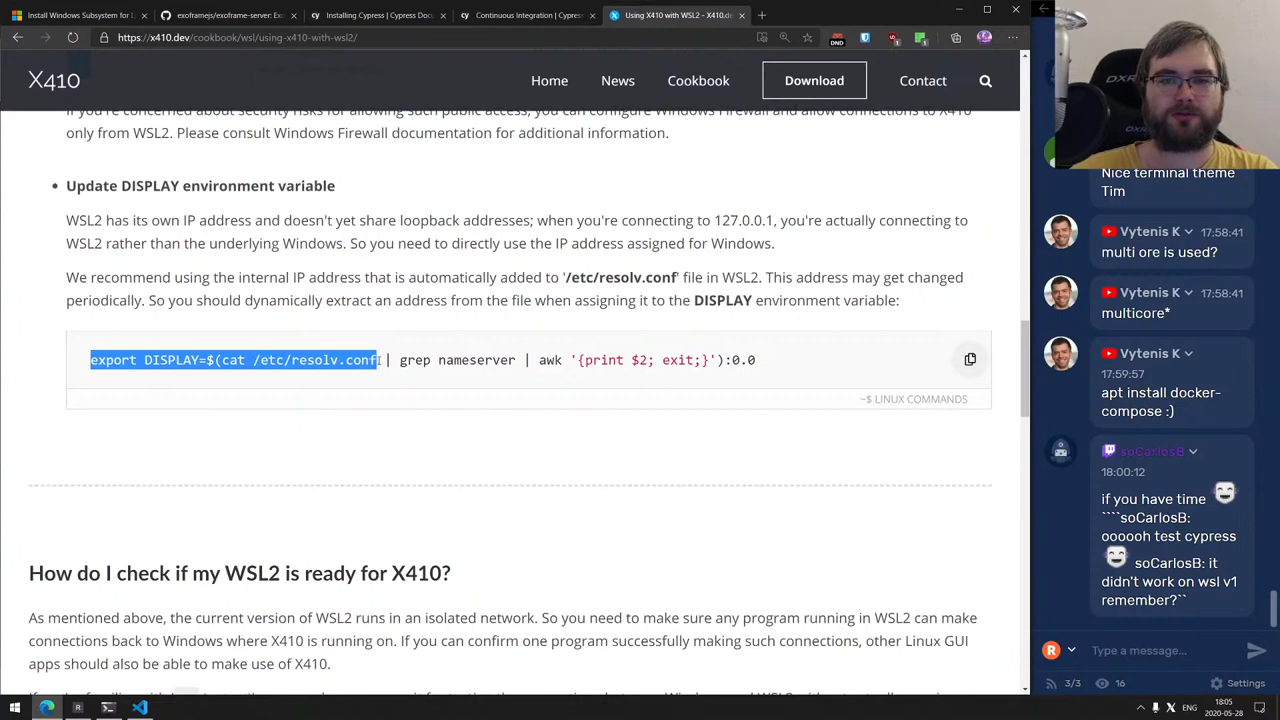 Install Windows Subsystem for L
exoframejs/exoframe-server: Exo
Installing Cypress | Cypress Doc
Continuous Integration | Cypress
Using X410 with WSL2 - X410.dev
https://x410.dev/cookbook/wsl/using-x410-with-wsl2/
DND
1
1
X410
Home
News
Cookbook
Download
Contact
If you're concerned about security risks for allowing such public access, you can configure Windows Firewall and allow connections to X410
only from WSL2. Please consult Windows Firewall documentation for additional information.
Update DISPLAY environment variable
WSL2 has its own IP address and doesn't yet share loopback addresses; when you're connecting to 127.0.0.1, you're actually connecting to
WSL2 rather than the underlying Windows. So you need to directly use the IP address assigned for Windows.
We recommend using the internal IP address that is automatically added to '/etc/resolv.conf' file in WSL2. This address may get changed
periodically. So you should dynamically extract an address from the file when assigning it to the DISPLAY environment variable:
export DISPLAY=$(cat /etc/resolv.conf | grep nameserver | awk '{print $2; exit;}'):0.0
~$ LINUX COMMANDS
How do I check if my WSL2 is ready for X410?
As mentioned above, the current version of WSL2 runs in an isolated network. So you need to make sure any program running in WSL2 can make
connections back to Windows where X410 is running on. If you can confirm one program successfully making such connections, other Linux GUI
apps should also be able to make use of X410.
DXR
DXRACER
Nice terminal theme
Tim
Vytenis K
17:58:41
multi ore is used?
Vytenis K
17:58:41
multicore*
Vytenis K
17:59:57
apt install docker-
compose :)
soCarlosB
18:00:12
if you have time
````soCarlosB:
oooooh test cypress
soCarlosB: it
didn't work on wsl v1
remember?``
R
Type a message...
3/3
16
Settings
ENG
18:05
2020-05-28